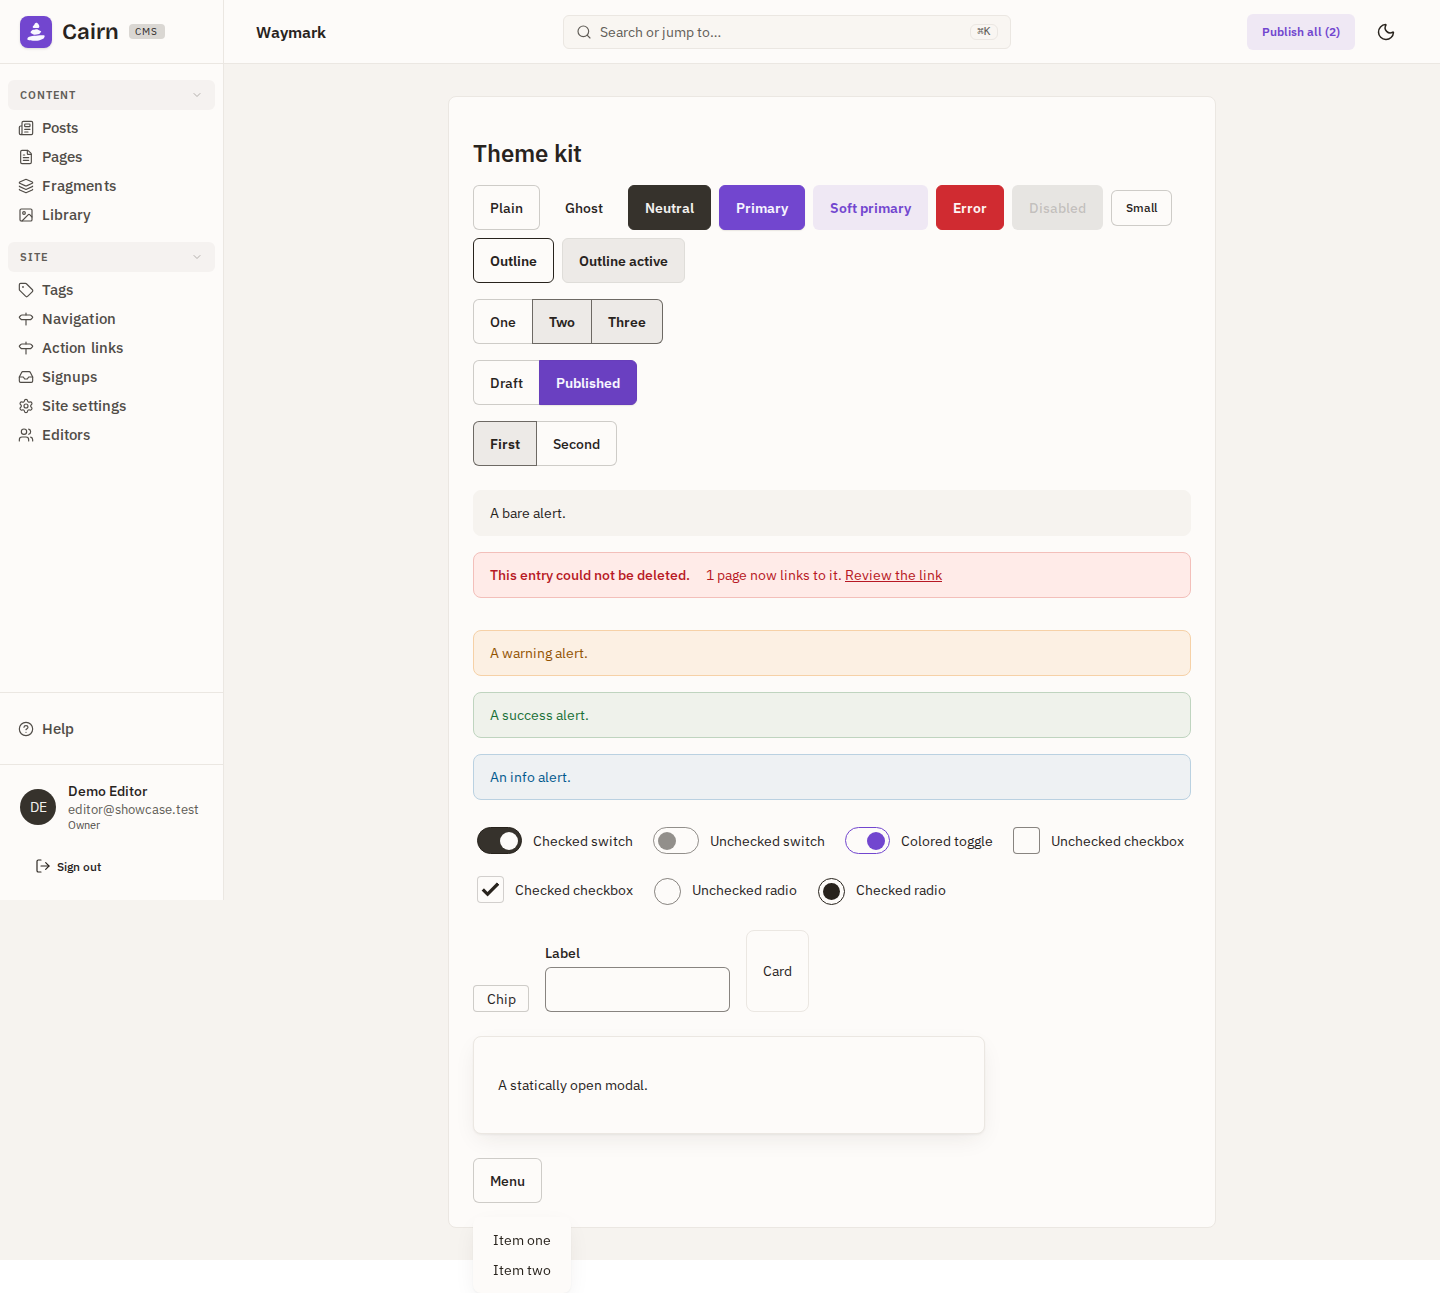 Cairn CMS
Waymark
Search or jump to...
⌘K
Publish all (2)
CONTENT
Posts
Pages
Fragments
Library
SITE
Tags
Navigation
Action links
Signups
Site settings
Editors
Help
DE
Demo Editor
editor@showcase.test
Owner
Sign out
Theme kit
Plain Ghost Neutral Primary Soft primary Error Disabled Small
Outline Outline active
One Two Three
Draft Published
First Second
A bare alert.
This entry could not be deleted. 1 page now links to it. Review the link
A warning alert.
A success alert.
An info alert.
Checked switch Unchecked switch Colored toggle Unchecked checkbox
Checked checkbox Unchecked radio Checked radio
Label
Chip
Card
A statically open modal.
Menu
Item one
Item two